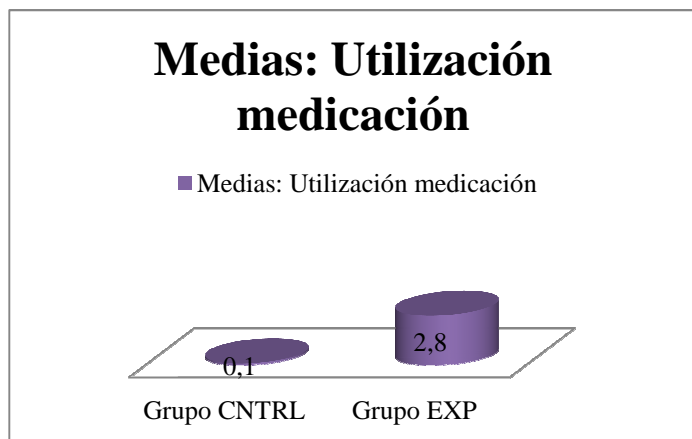 Medias: Utilización
medicación
Medias: Utilización medicación
2,8
0,1
Grupo CNTRL Grupo EXP